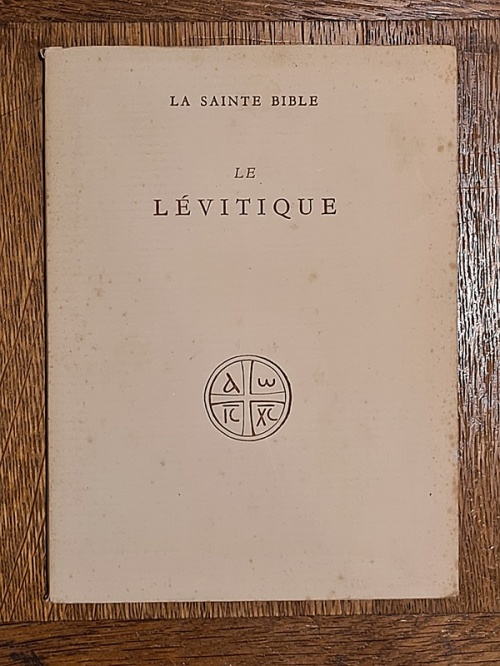 LA SAINTE BIBLE
LE
LÉVITIQUE
Α ω
IC XC